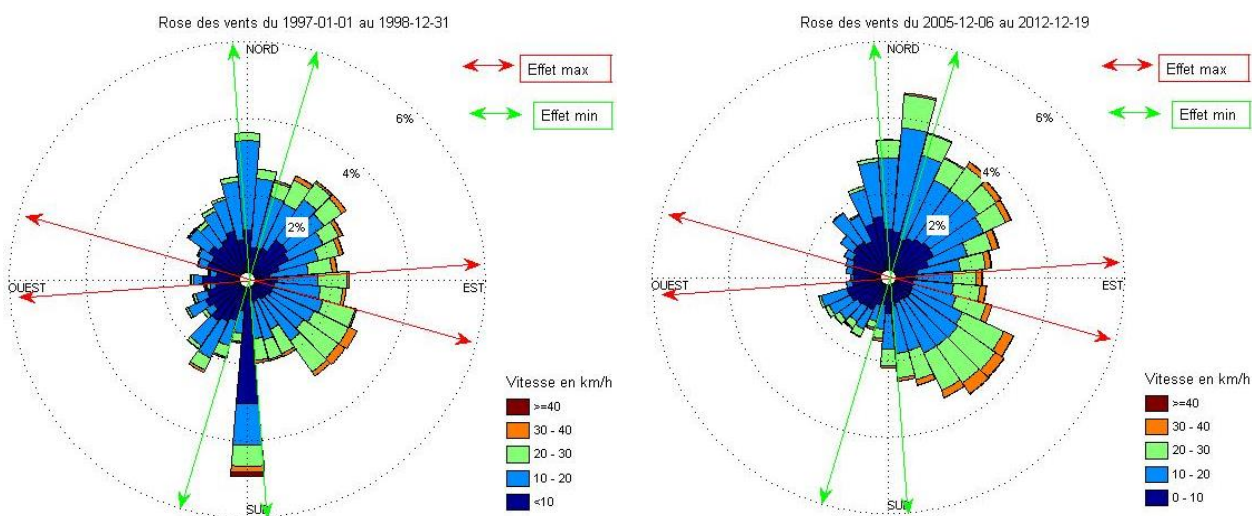 Rose des vents du 1997-01-01 au 1998-12-31
NORD
Effet max
Effet min
6%
4%
2%
OUEST
EST
SUD
Vitesse en km/h
>=40
30 - 40
20 - 30
10 - 20
<10
Rose des vents du 2005-12-06 au 2012-12-19
NORD
Effet max
Effet min
6%
4%
2%
OUEST
EST
SUD
Vitesse en km/h
>=40
30 - 40
20 - 30
10 - 20
0 - 10